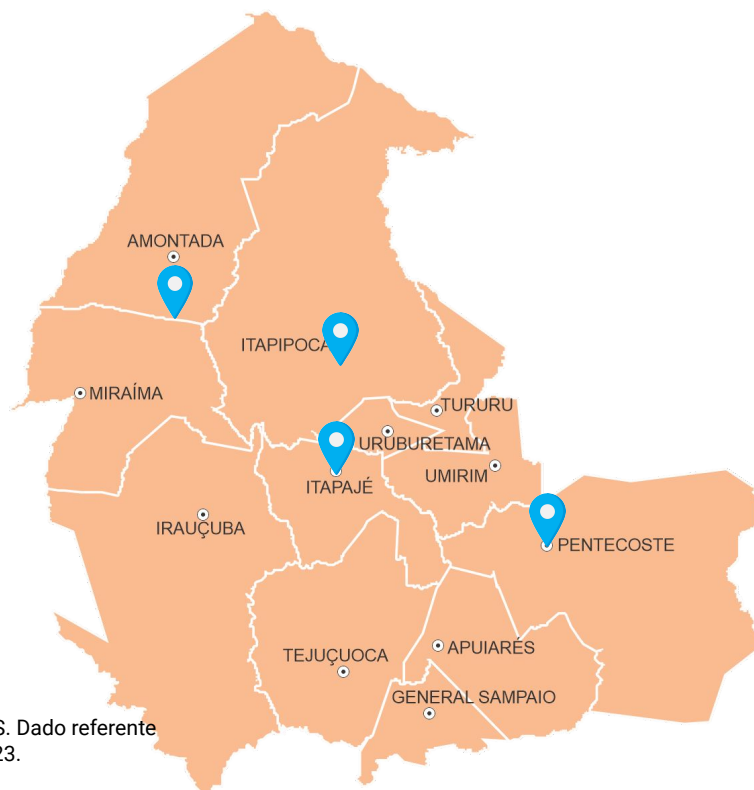 AMONTADA
ITAPIPOCA
MIRAÍMA
TURURU
URUBURETAMA
UMIRIM
ITAPAJÉ
IRAUÇUBA
PENTECOSTE
APUIARÉS
TEJUÇUOCA
GENERAL SAMPAIO
S. Dado referente
23.